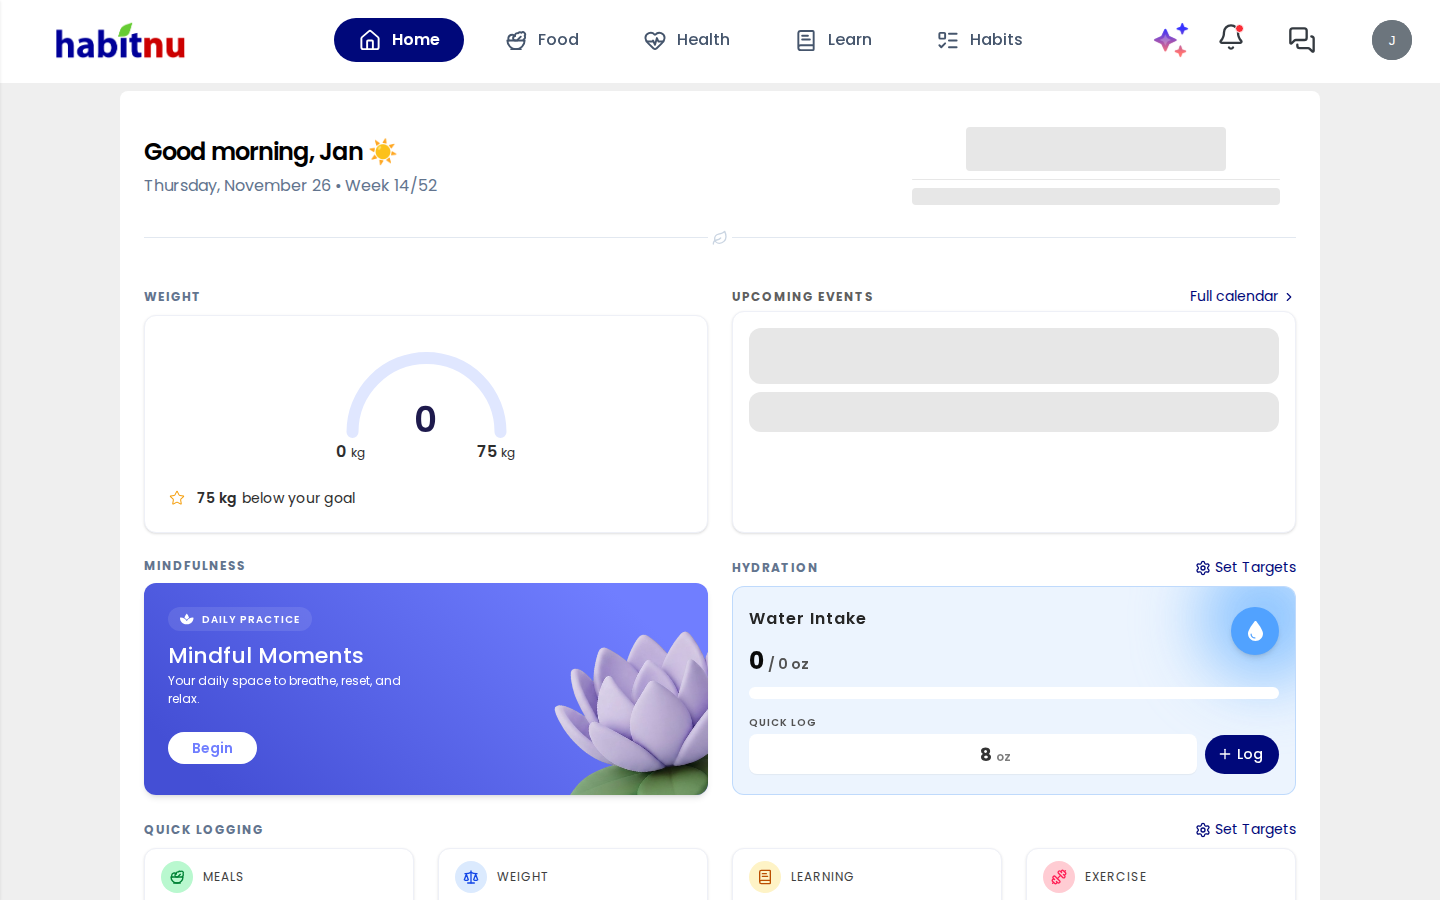 habitnu
Home
Food
Health
Learn
Habits
J
Good morning, Jan ☀️
Thursday, November 26 • Week 14/52
WEIGHT
0
0 kg
75 kg
75 kg below your goal
UPCOMING EVENTS
Full calendar
MINDFULNESS
DAILY PRACTICE
Mindful Moments
Your daily space to breathe, reset, and
relax.
Begin
HYDRATION
Set Targets
Water Intake
0 / 0 oz
QUICK LOG
8 oz
+ Log
QUICK LOGGING
Set Targets
MEALS
WEIGHT
LEARNING
EXERCISE